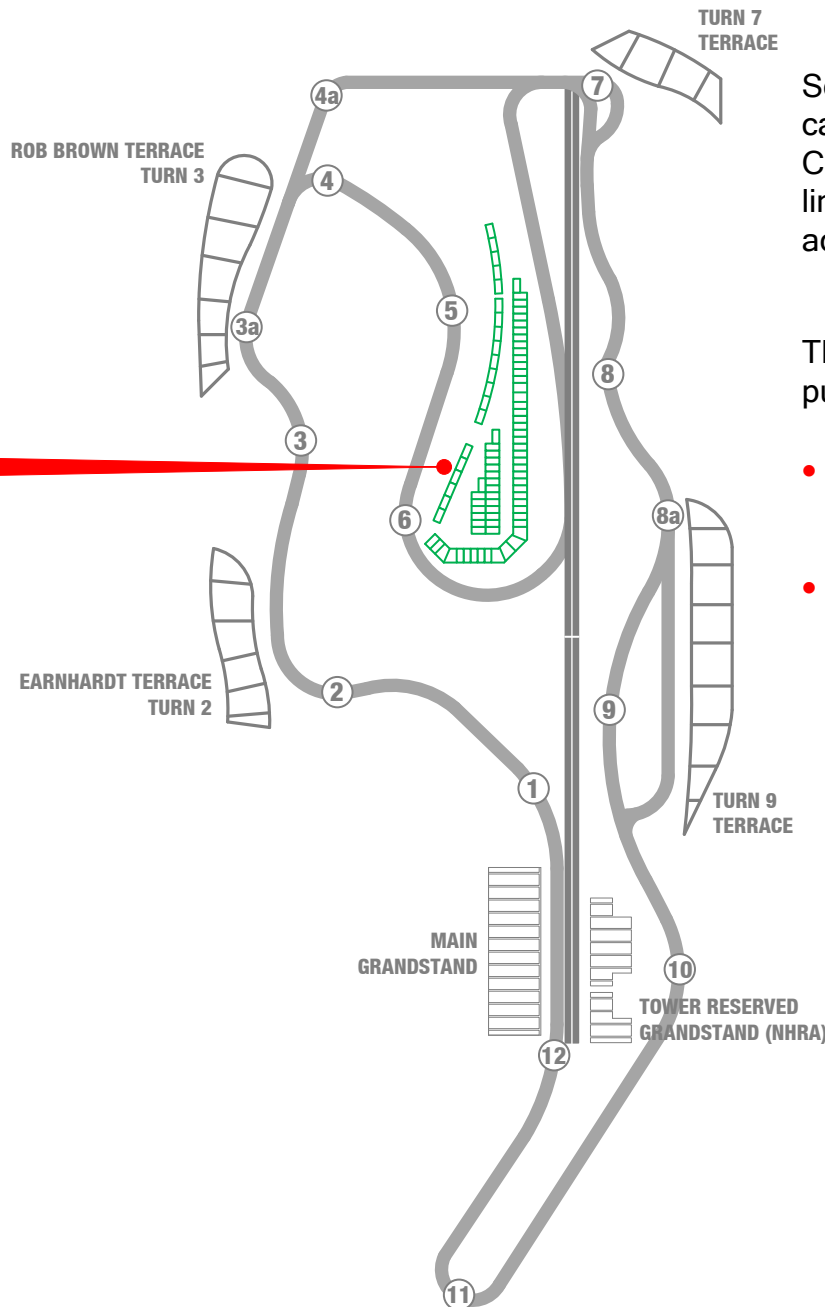 TURN 7
TERRACE
7
4a
ROB BROWN TERRACE
TURN 3
4
5
3a
8
3
6
8a
EARNHARDT TERRACE
TURN 2
2
9
1
TURN 9
TERRACE
MAIN
GRANDSTAND
10
TOWER RESERVED
GRANDSTAND (NHRA)
12
11